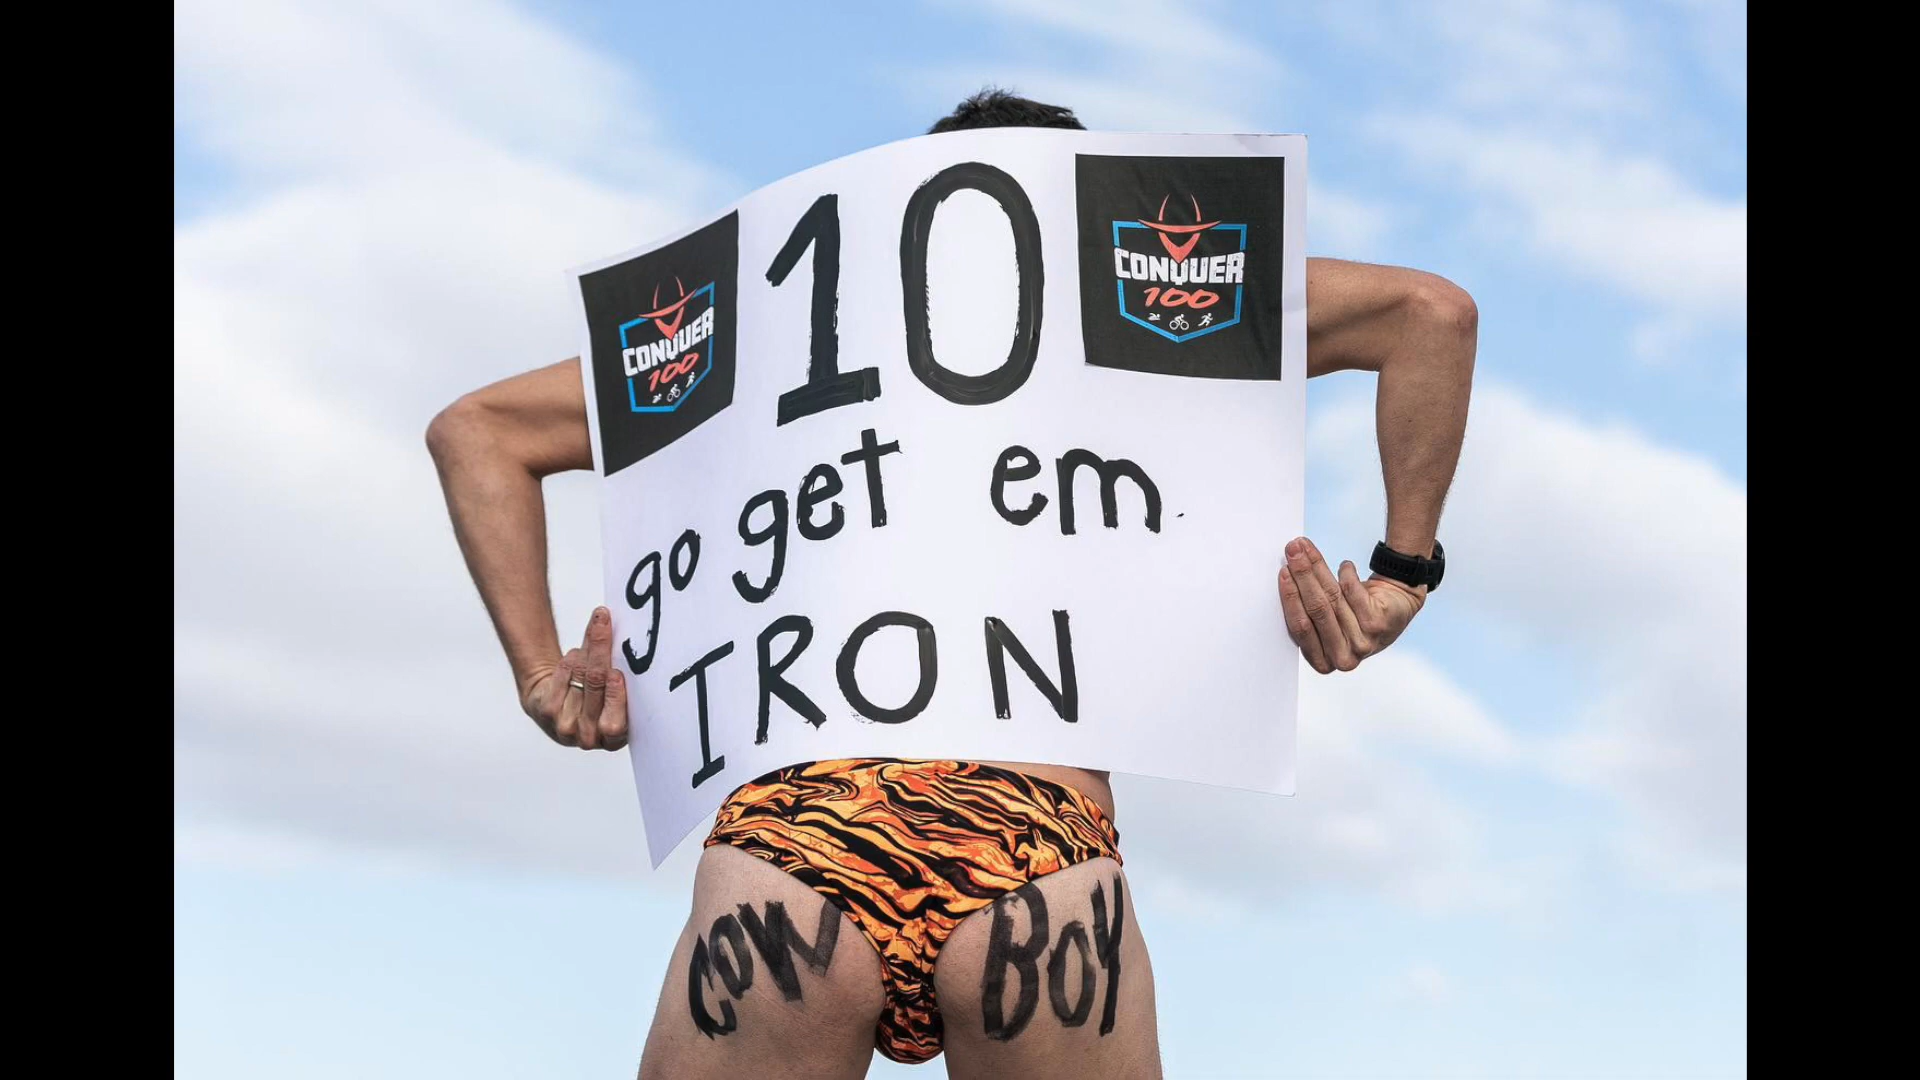 10
CONQUER
100
CONQUER
100
go get em.
IRON
COW BOY